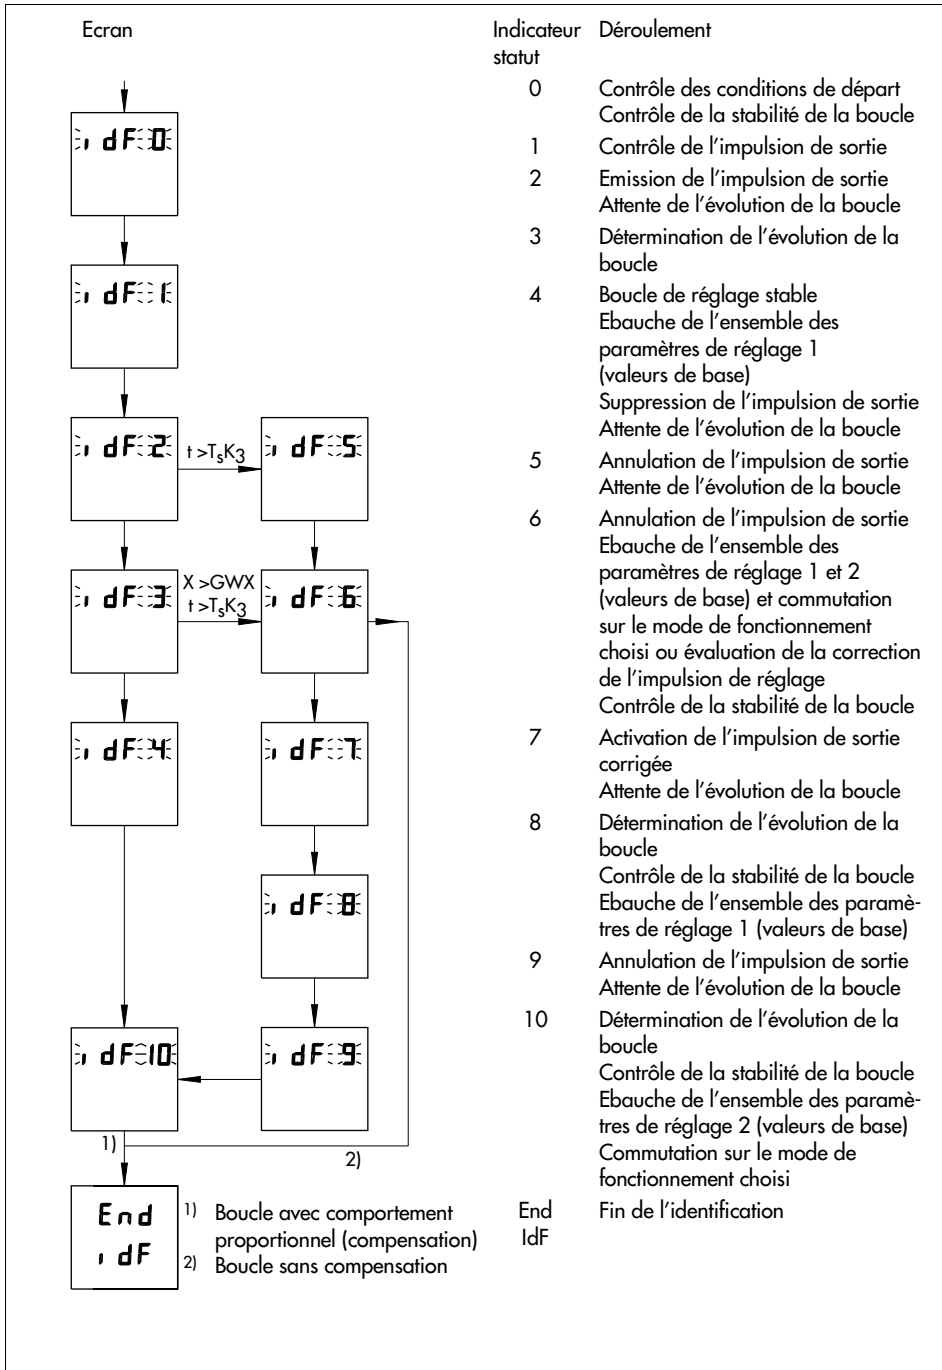 Ecran
Indicateur statut
Déroulement
idF 0
idF 1
idF 2
t >TsK3
idF 5
idF 3
X >GWX
t >TsK3
idF 6
idF 4
idF 7
idF 8
idF 10
idF 9
1)
2)
End
idF
1) Boucle avec comportement
proportionnel (compensation)
2) Boucle sans compensation
0 Contrôle des conditions de départ
Contrôle de la stabilité de la boucle
1 Contrôle de l'impulsion de sortie
2 Emission de l'impulsion de sortie
Attente de l'évolution de la boucle
3 Détermination de l'évolution de la
boucle
4 Boucle de réglage stable
Ebauche de l'ensemble des
paramètres de réglage 1
(valeurs de base)
Suppression de l'impulsion de sortie
Attente de l'évolution de la boucle
5 Annulation de l'impulsion de sortie
Attente de l'évolution de la boucle
6 Annulation de l'impulsion de sortie
Ebauche de l'ensemble des
paramètres de réglage 1 et 2
(valeurs de base) et commutation
sur le mode de fonctionnement
choisi ou évaluation de la correction
de l'impulsion de réglage
Contrôle de la stabilité de la boucle
7 Activation de l'impulsion de sortie
corrigée
Attente de l'évolution de la boucle
8 Détermination de l'évolution de la
boucle
Contrôle de la stabilité de la boucle
Ebauche de l'ensemble des paramè-
tres de réglage 1 (valeurs de base)
9 Annulation de l'impulsion de sortie
Attente de l'évolution de la boucle
10 Détermination de l'évolution de la
boucle
Contrôle de la stabilité de la boucle
Ebauche de l'ensemble des paramè-
tres de réglage 2 (valeurs de base)
Commutation sur le mode de
fonctionnement choisi
End Fin de l'identification
IdF